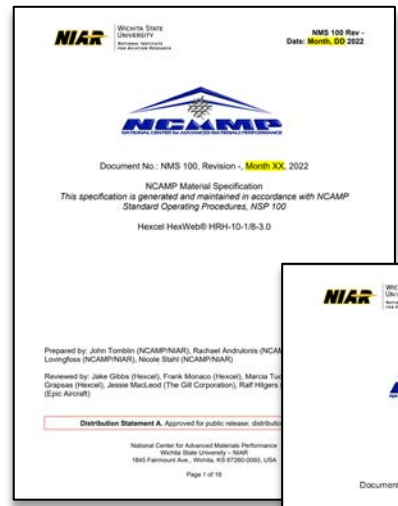 NIAR
WICHITA STATE
UNIVERSITY
NATIONAL INSTITUTE
FOR AVIATION RESEARCH
NMS 100 Rev -
Date: Month, DD 2022
NCAMP
NATIONAL CENTER for ADVANCED MATERIALS PERFORMANCE
Document No.: NMS 100, Revision -, Month XX, 2022
NCAMP Material Specification
This specification is generated and maintained in accordance with NCAMP
Standard Operating Procedures, NSP 100
Hexcel HexWeb® HRH-10-1/8-3.0
Prepared by: John Tomblin (NCAMP/NIAR), Rachael Andrulonis (NCAM
Lovingfoss (NCAMP/NIAR), Nicole Stahl (NCAMP/NIAR)
Reviewed by: Jake Gibbs (Hexcel), Frank Monaco (Hexcel), Marcia Tuc
Grapsas (Hexcel), Jessie MacLeod (The Gill Corporation), Ralf Hilgers
(Epic Aircraft)
Distribution Statement A. Approved for public release; distributio
National Center for Advanced Materials Performance
Wichita State University – NIAR
1845 Fairmount Ave., Wichita, KS 67260-0093, USA
Page 1 of 16
NIAR
Document